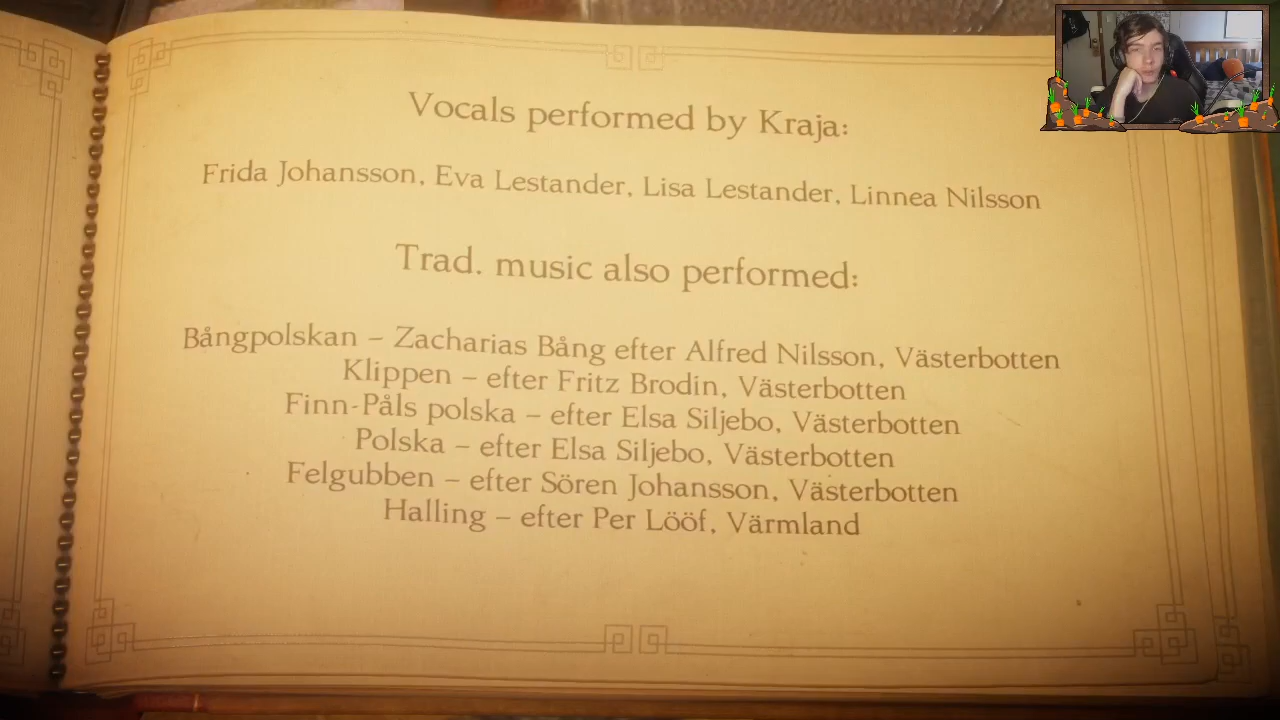 Vocals performed by Kraja:
Frida Johansson, Eva Lestander, Lisa Lestander, Linnea Nilsson
Trad. music also performed:
Bångpolskan – Zacharias Bång efter Alfred Nilsson, Västerbotten
Klippen – efter Fritz Brodin, Västerbotten
Finn-Påls polska – efter Elsa Siljebo, Västerbotten
Polska – efter Elsa Siljebo, Västerbotten
Felgubben – efter Sören Johansson, Västerbotten
Halling – efter Per Lööf, Värmland